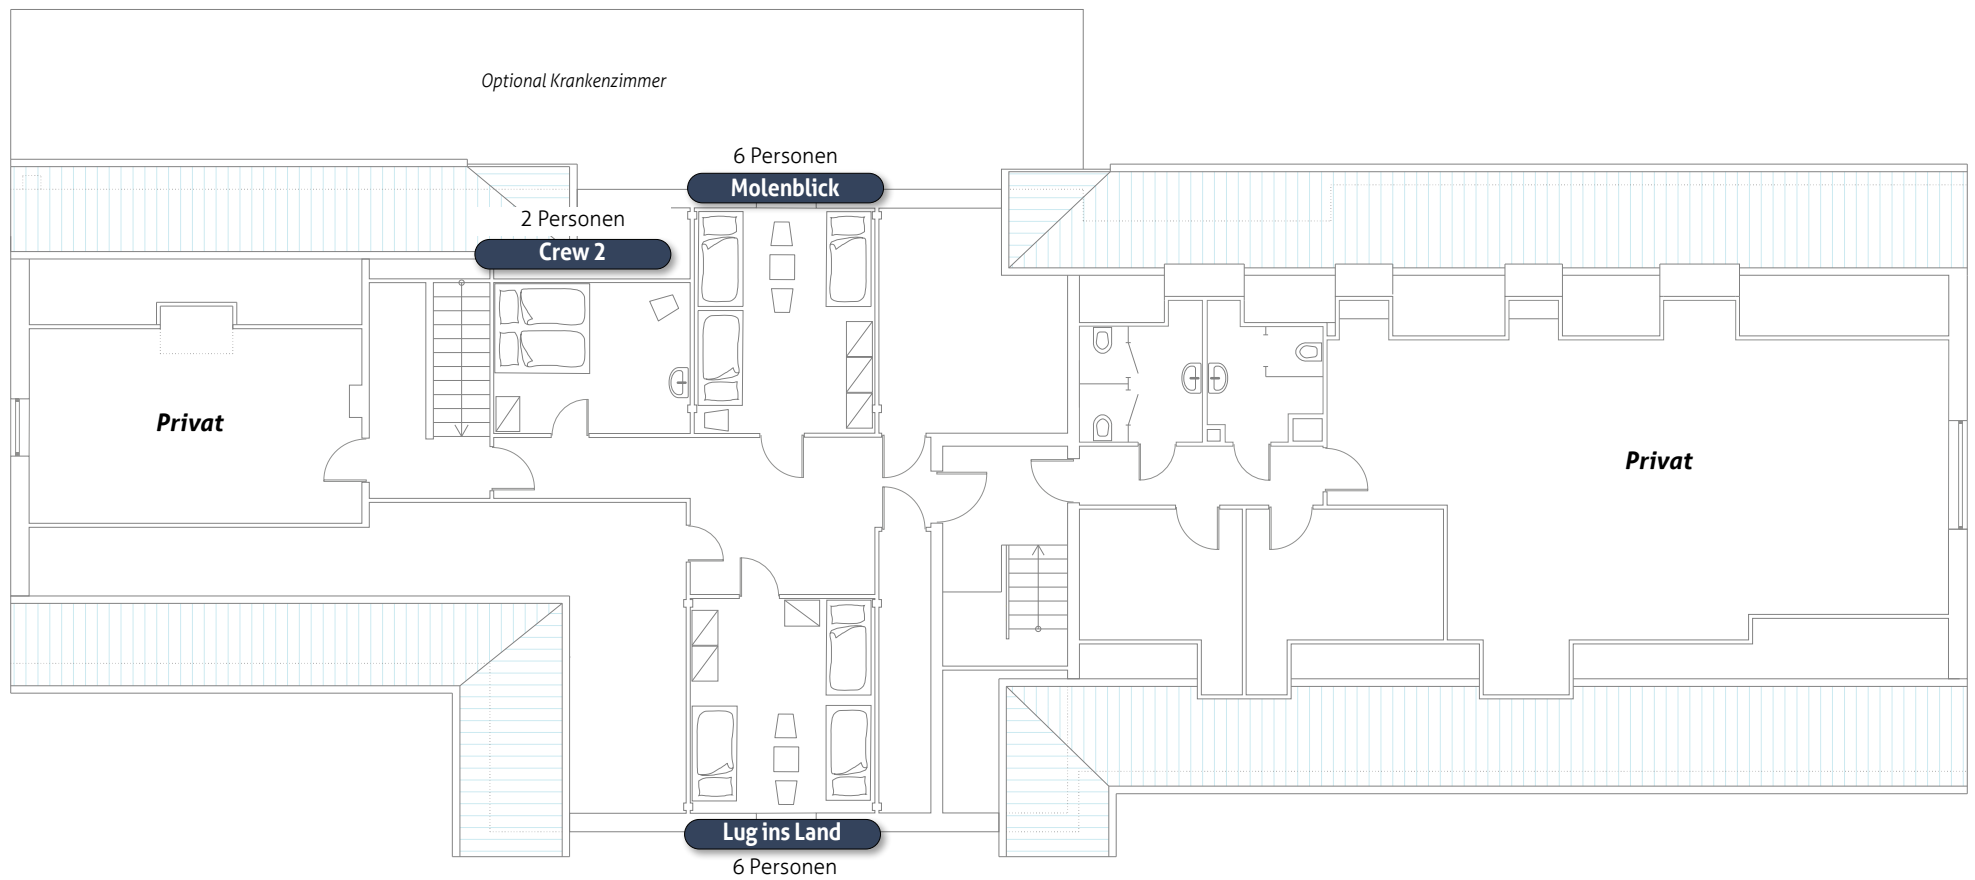 Optional Krankenzimmer
6 Personen
Molenblick
2 Personen
Crew 2
Privat
Privat
Lug ins Land
6 Personen